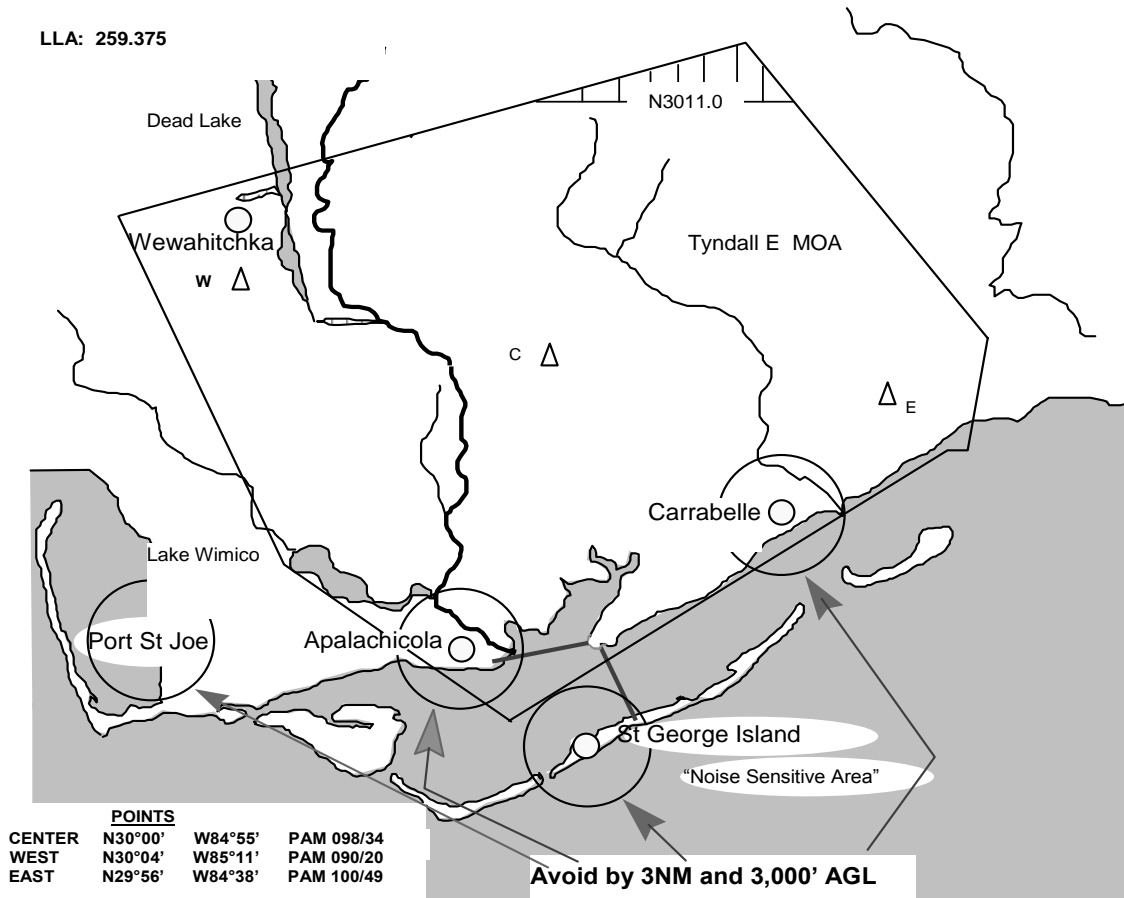 LLA: 259.375
N3011.0
Dead Lake
Wewahitchka
Tyndall E MOA
W
C
E
Carrabelle
Lake Wimico
Port St Joe
Apalachicola
St George Island
“Noise Sensitive Area”
POINTS
CENTER N30°00’ W84°55’ PAM 098/34
WEST N30°04’ W85°11’ PAM 090/20
EAST N29°56’ W84°38’ PAM 100/49
Avoid by 3NM and 3,000’ AGL